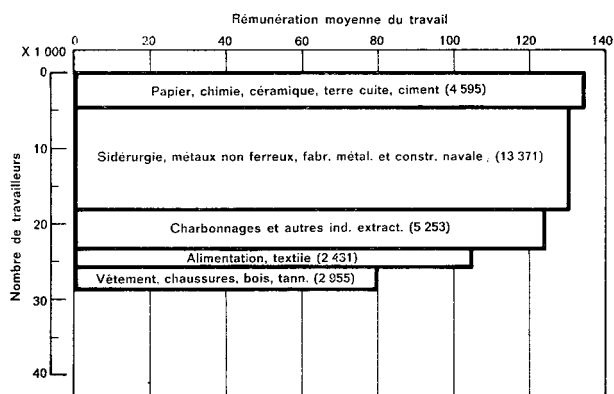 Rémunération moyenne du travail
X 1 000 0 20 40 60 80 100 120 140
0
Papier, chimie, céramique, terre cuite, ciment (4 595)
10
Sidérurgie, métaux non ferreux, fabr. métal. et constr. navale , (13 371)
20
Charbonnages et autres ind. extract. (5 253)
Alimentation, textile (2 431)
Vêtement, chaussures, bois, tann. (2 955)
30
40
Nombre de travailleurs